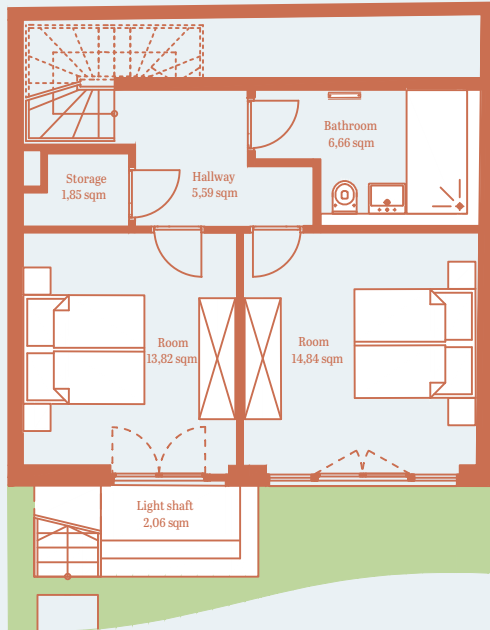 Bathroom
6,66 sqm
Storage
1,85 sqm
Hallway
5,59 sqm
Room
13,82 sqm
Room
14,84 sqm
Light shaft
2,06 sqm